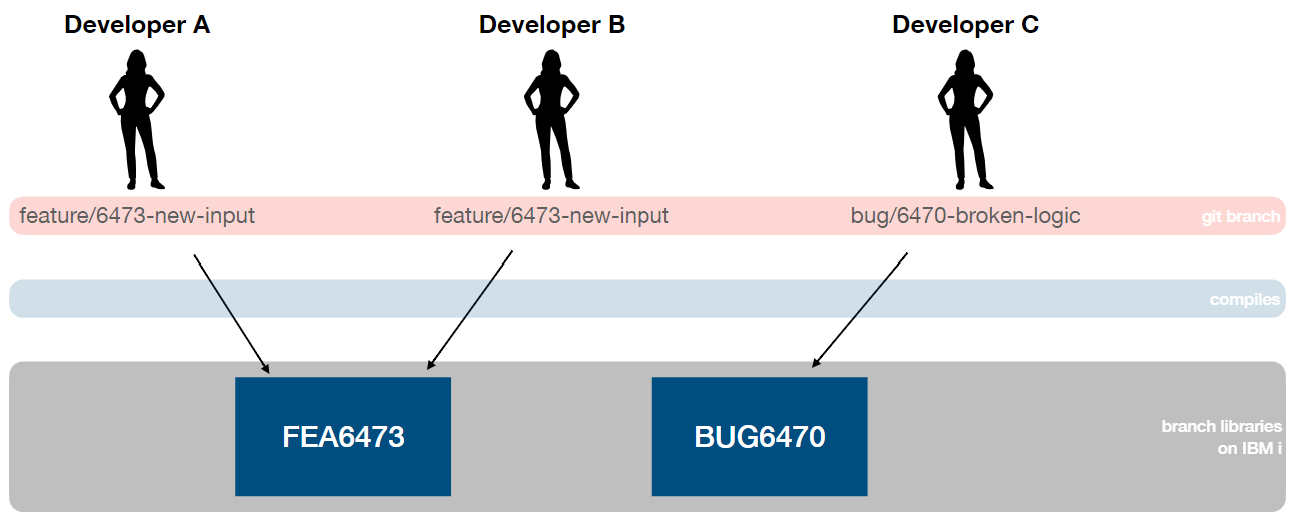 Developer A
Developer B
Developer C
feature/6473-new-input
feature/6473-new-input
bug/6470-broken-logic
git branch
compiles
FEA6473
BUG6470
branch libraries
on IBM i